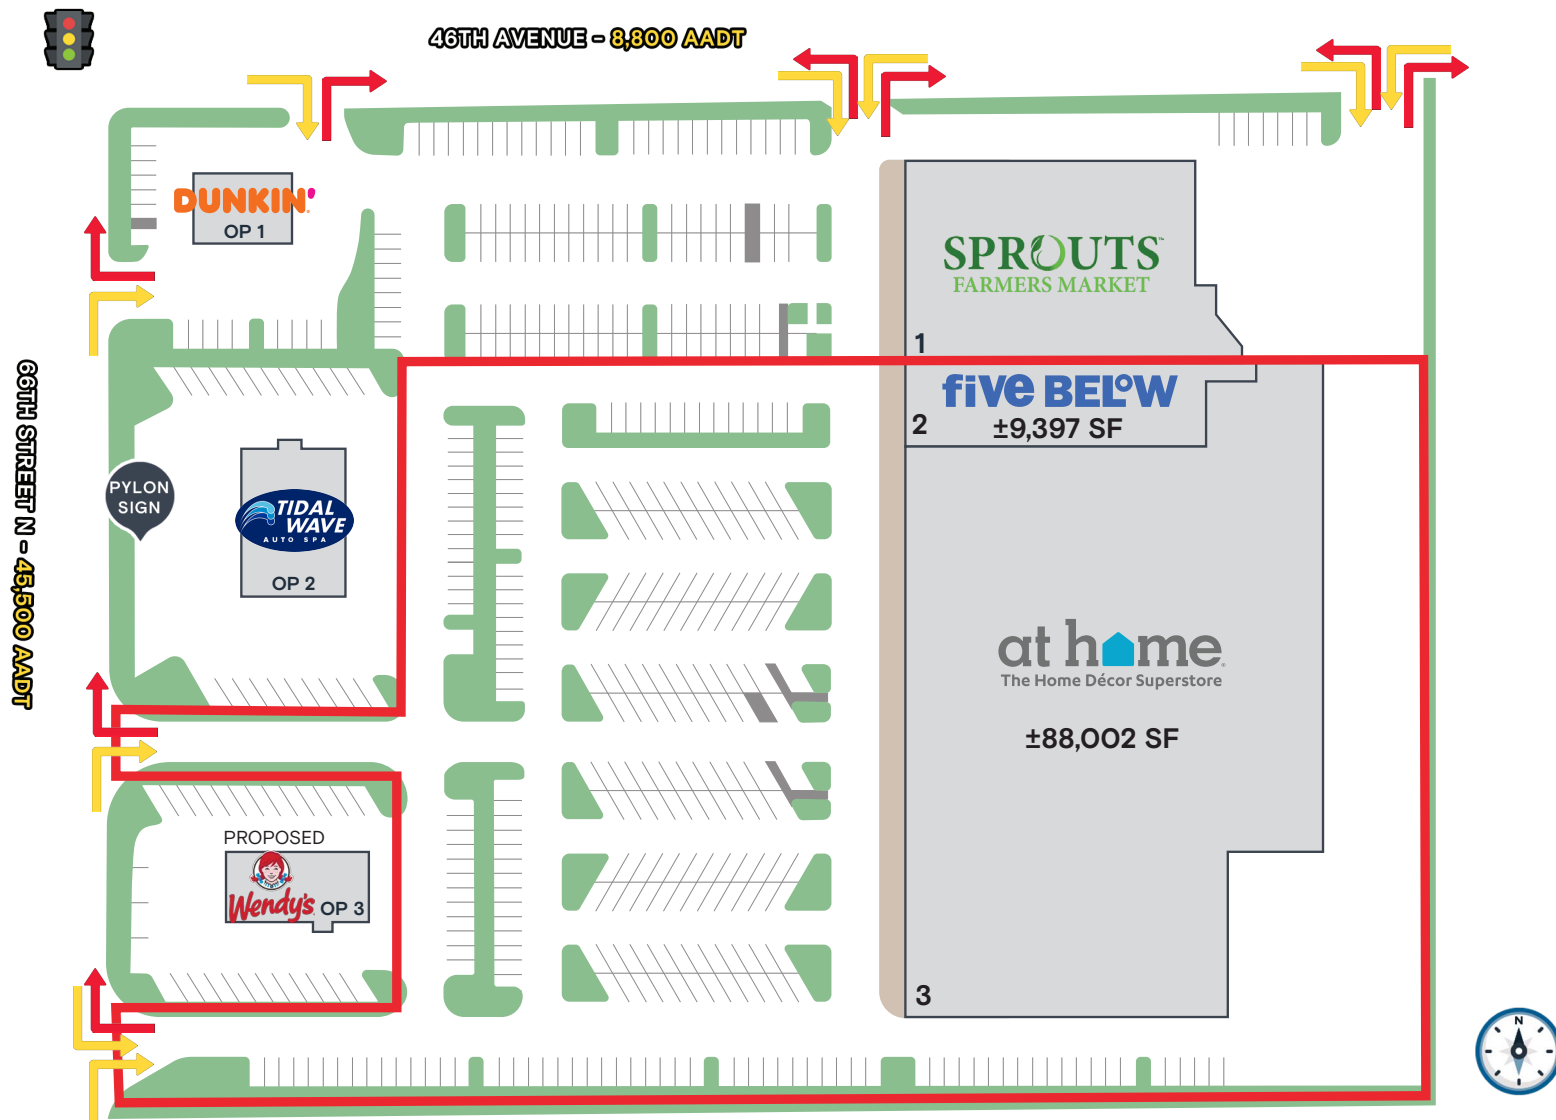 46TH AVENUE - 8,800 AADT
DUNKIN'
OP 1
SPROUTS™
FARMERS MARKET
1
five BELOW
2
±9,397 SF
66TH STREET N - 45,500 AADT
PYLON
SIGN
TIDAL
WAVE
AUTO SPA
OP 2
at home
The Home Décor Superstore
±88,002 SF
PROPOSED
Wendy's
OP 3
3
N